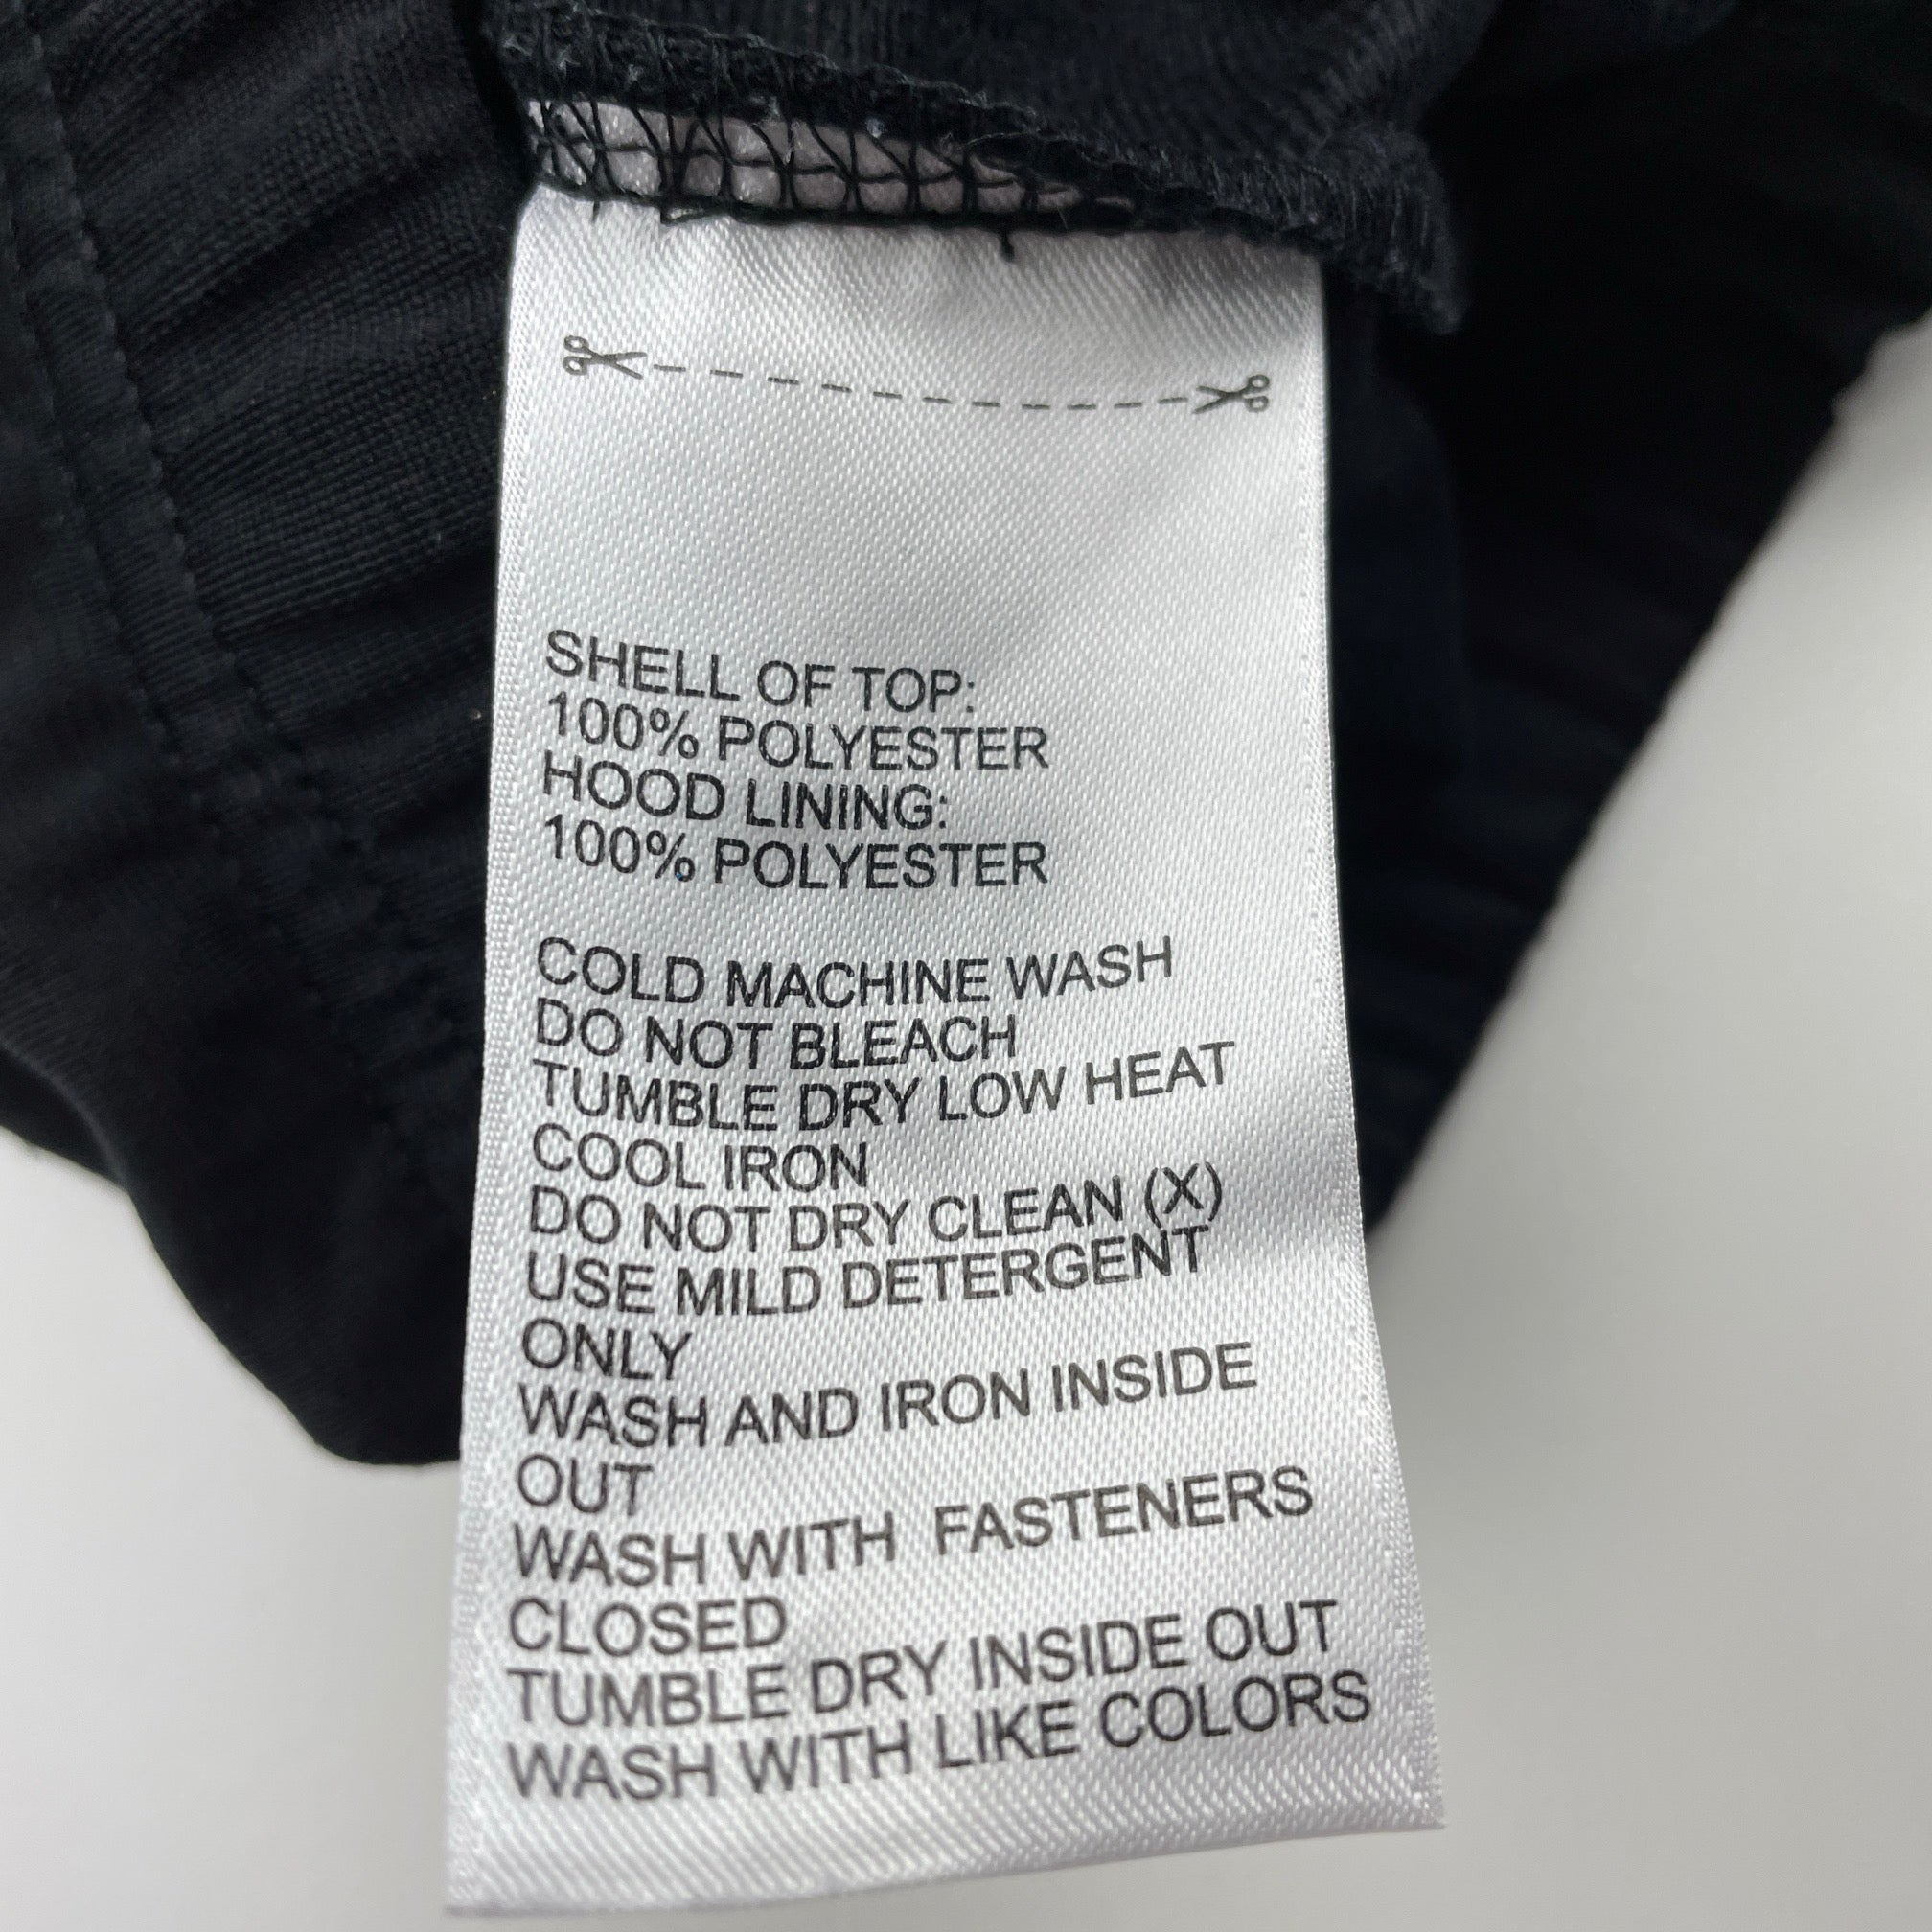 SHELL OF TOP:
100% POLYESTER
HOOD LINING:
100% POLYESTER
COLD MACHINE WASH
DO NOT BLEACH
TUMBLE DRY LOW HEAT
COOL IRON
DO NOT DRY CLEAN (X)
USE MILD DETERGENT
ONLY
WASH AND IRON INSIDE
OUT
WASH WITH FASTENERS
CLOSED
TUMBLE DRY INSIDE OUT
WASH WITH LIKE COLORS